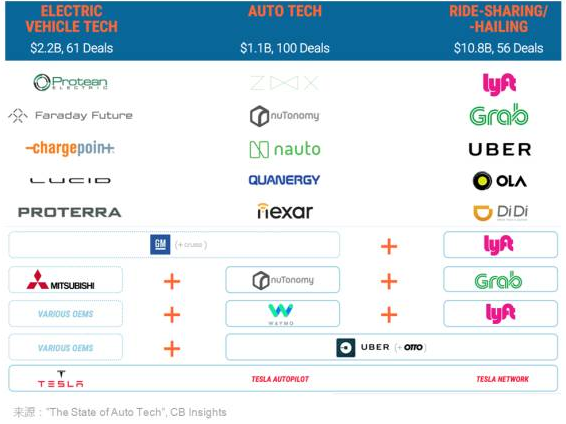 ELECTRIC
VEHICLE TECH
$2.2B, 61 Deals
AUTO TECH
$1.1B, 100 Deals
RIDE-SHARING/
-HAILING
$10.8B, 56 Deals
Protean
ELECTRIC
ZOOX
lyft
Faraday Future
nuTonomy
Grab
-chargepoin+.
nauto
UBER
LUCID
QUANERGY
OLA
PROTERRA
nexar
DiDi
GM (+ cruise) + lyft
MITSUBISHI + nuTonomy + Grab
VARIOUS OEMS + WAYMO + lyft
VARIOUS OEMS + UBER (+ OTTO)
TESLA TESLA AUTOPILOT TESLA NETWORK
来源："The State of Auto Tech", CB Insights